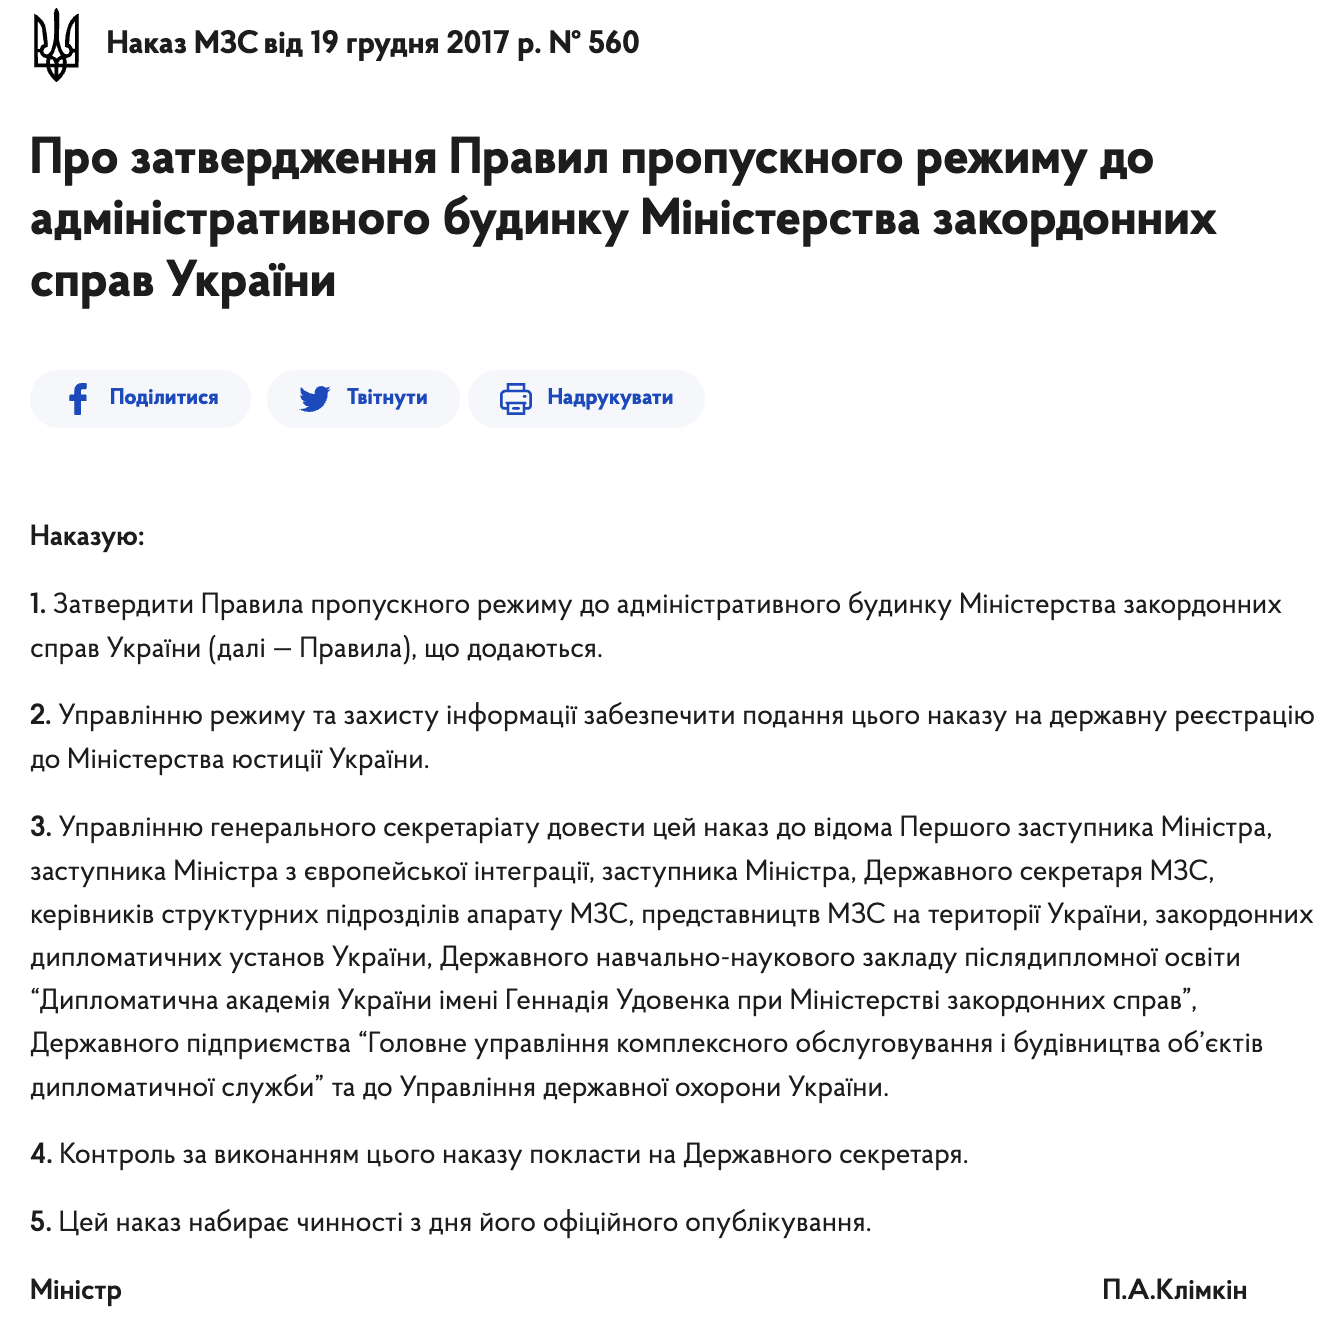 Наказ МЗС від 19 грудня 2017 р. № 560
Про затвердження Правил пропускного режиму до
адміністративного будинку Міністерства закордонних
справ України
Поділитися Твітнути Надрукувати
Наказую:
1. Затвердити Правила пропускного режиму до адміністративного будинку Міністерства закордонних
справ України (далі — Правила), що додаються.
2. Управлінню режиму та захисту інформації забезпечити подання цього наказу на державну реєстрацію
до Міністерства юстиції України.
3. Управлінню генерального секретаріату довести цей наказ до відома Першого заступника Міністра,
заступника Міністра з європейської інтеграції, заступника Міністра, Державного секретаря МЗС,
керівників структурних підрозділів апарату МЗС, представництв МЗС на території України, закордонних
дипломатичних установ України, Державного навчально-наукового закладу післядипломної освіти
“Дипломатична академія України імені Геннадія Удовенка при Міністерстві закордонних справ”,
Державного підприємства “Головне управління комплексного обслуговування і будівництва об’єктів
дипломатичної служби” та до Управління державної охорони України.
4. Контроль за виконанням цього наказу покласти на Державного секретаря.
5. Цей наказ набирає чинності з дня його офіційного опублікування.
Міністр П.А.Клімкін